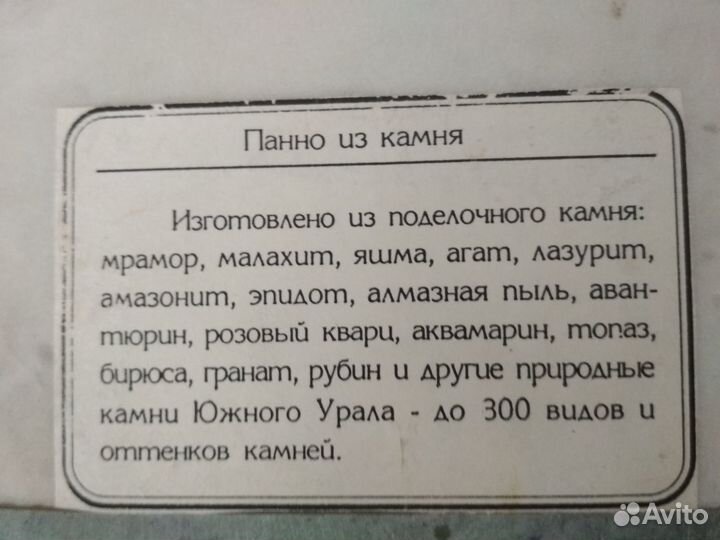 Панно из камня
Изготовлено из поделочного камня:
мрамор, малахит, яшма, агат, лазурит,
амазонит, эпидот, алмазная пыль, аван-
тюрин, розовый кварц, аквамарин, топаз,
бирюса, гранат, рубин и другие природные
камни Южного Урала - до 300 видов и
оттенков камней.
Avito